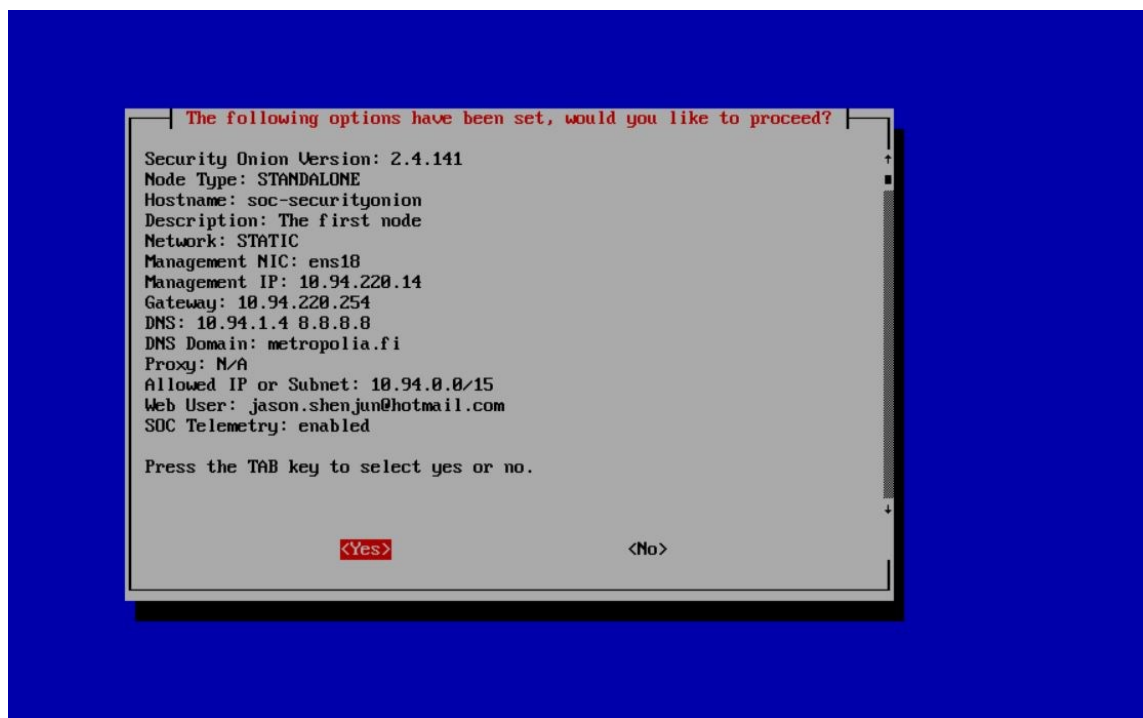 The following options have been set, would you like to proceed?
Security Onion Version: 2.4.141
Node Type: STANDALONE
Hostname: soc-securityonion
Description: The first node
Network: STATIC
Management NIC: ens18
Management IP: 10.94.220.14
Gateway: 10.94.220.254
DNS: 10.94.1.4 8.8.8.8
DNS Domain: metropolia.fi
Proxy: N/A
Allowed IP or Subnet: 10.94.0.0/15
Web User: jason.shenjun@hotmail.com
SOC Telemetry: enabled
Press the TAB key to select yes or no.
<Yes> <No>